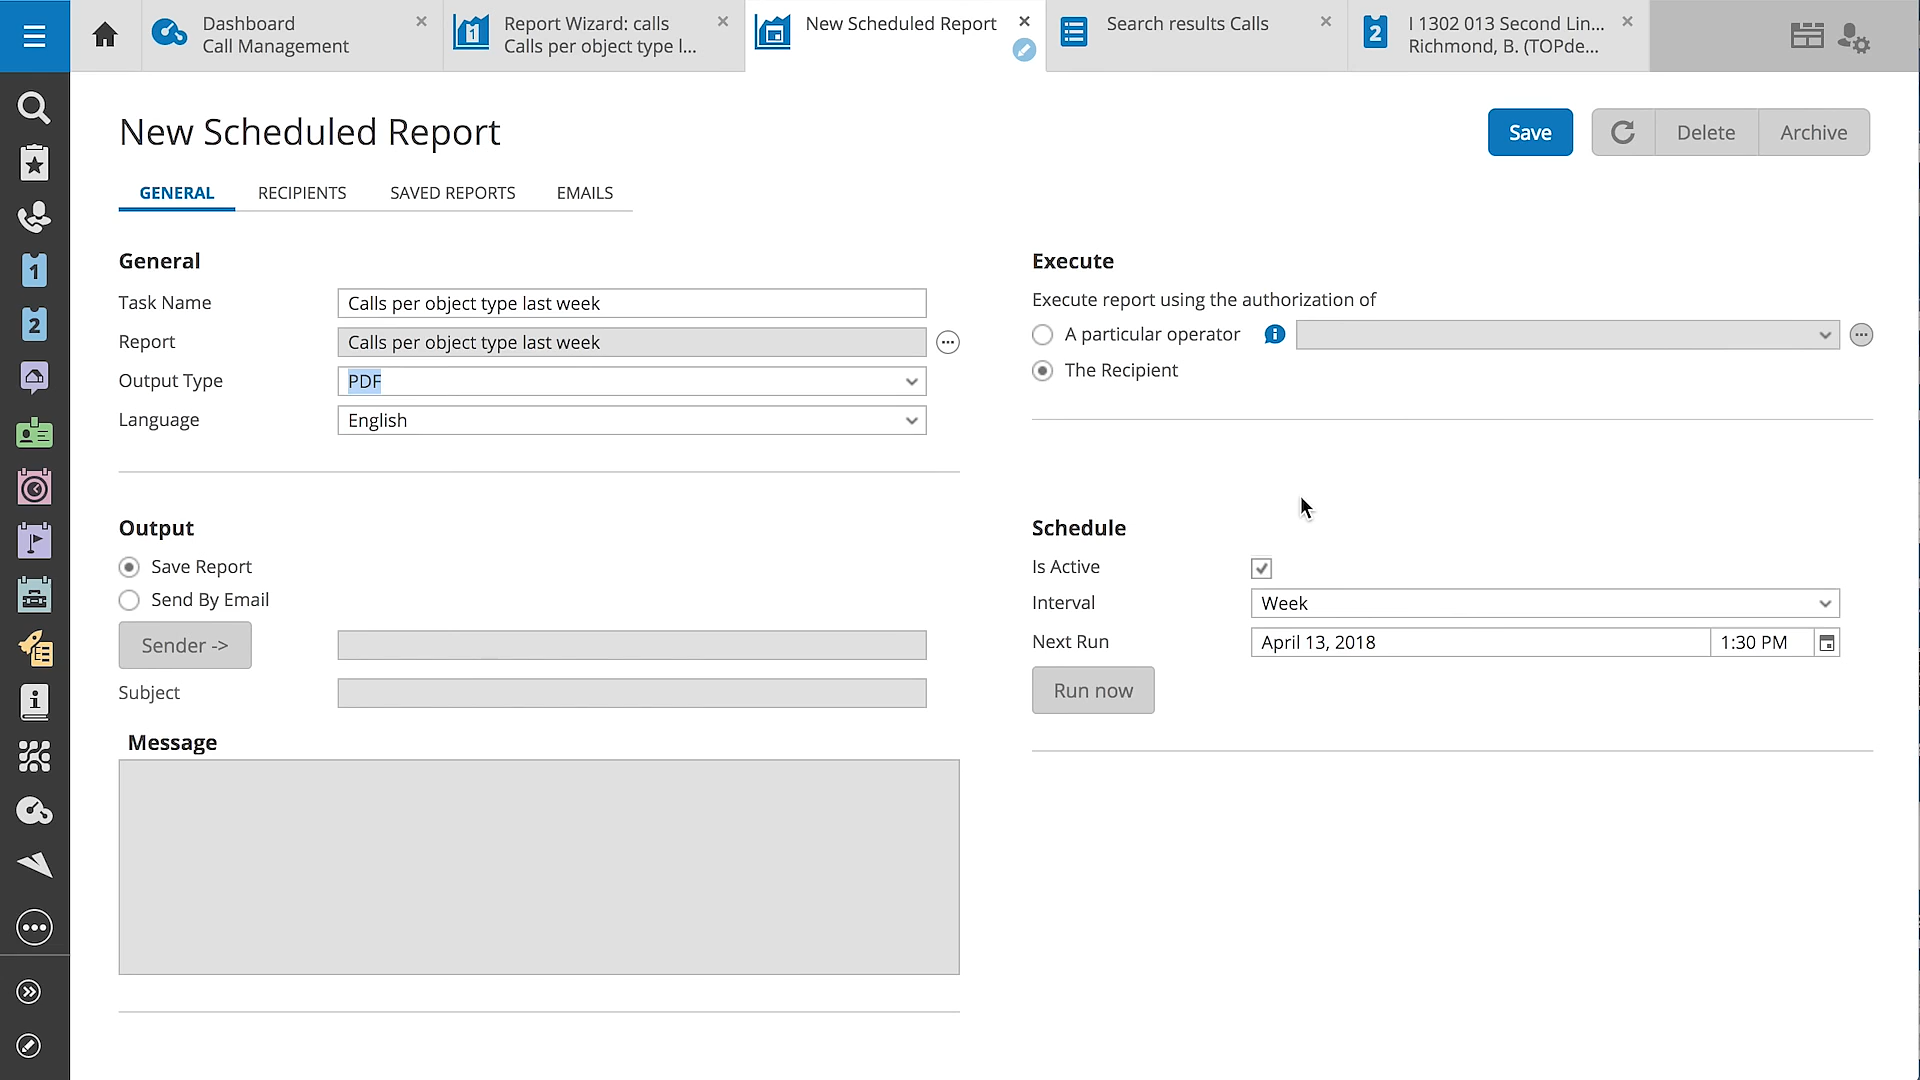 Dashboard
Call Management
Report Wizard: calls
Calls per object type l...
New Scheduled Report
Search results Calls
I 1302 013 Second Lin...
Richmond, B. (TOPde...
1
2
New Scheduled Report
Save
Delete
Archive
GENERAL
RECIPIENTS
SAVED REPORTS
EMAILS
1
2
General
Task Name
Calls per object type last week
Report
Calls per object type last week
Output Type
PDF
Language
English
Execute
Execute report using the authorization of
A particular operator
The Recipient
Output
Save Report
Send By Email
Sender ->
Subject
Message
Schedule
Is Active
Interval
Week
Next Run
April 13, 2018
1:30 PM
Run now